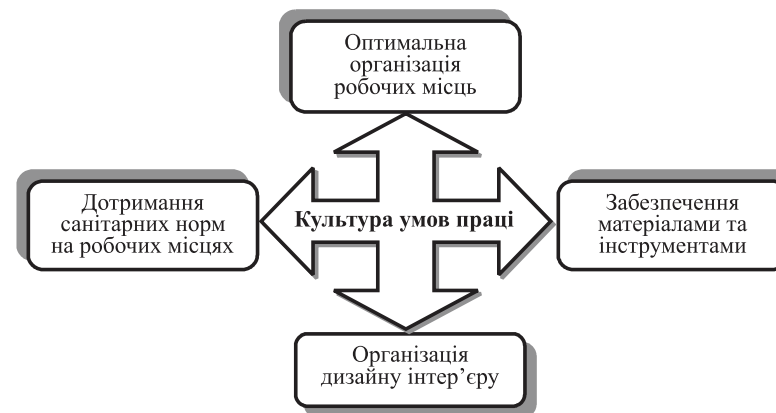 Оптимальна
організація
робочих місць
Дотримання
санітарних норм
на робочих місцях
Культура умов праці
Забезпечення
матеріалами та
інструментами
Організація
дизайну інтер’єру